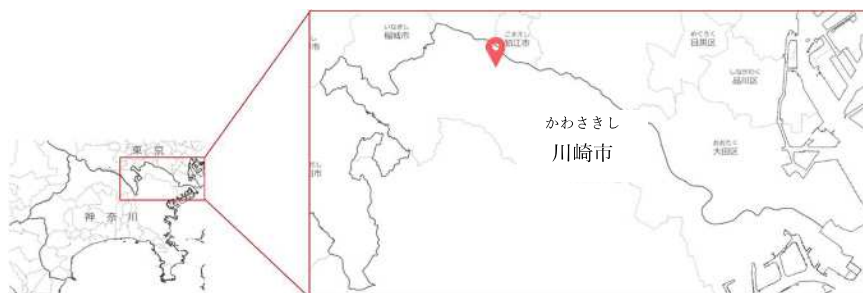 東 京
神 奈 川
いなぎし
稲城市
こまえし
狛江市
めぐろく
目黒区
しながわく
品川区
かわさきし
川崎市
おおたく
大田区